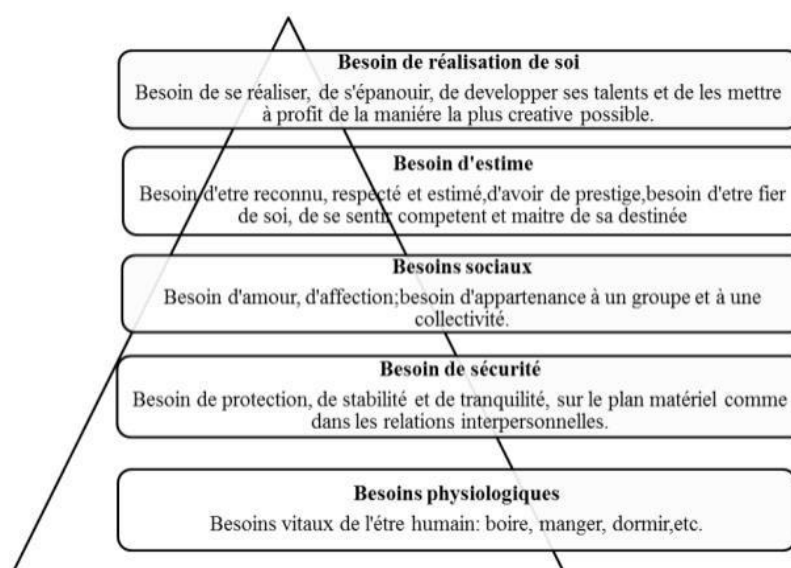 Besoin de réalisation de soi
Besoin de se réaliser, de s'épanouir, de developper ses talents et de les mettre
à profit de la maniére la plus creative possible.
Besoin d'estime
Besoin d'etre reconnu, respecté et estimé,d'avoir de prestige,besoin d'etre fier
de soi, de se sentir competent et maitre de sa destinée
Besoins sociaux
Besoin d'amour, d'affection;besoin d'appartenance à un groupe et à une
collectivité.
Besoin de sécurité
Besoin de protection, de stabilité et de tranquilité, sur le plan matériel comme
dans les relations interpersonnelles.
Besoins physiologiques
Besoins vitaux de l'étre humain: boire, manger, dormir,etc.